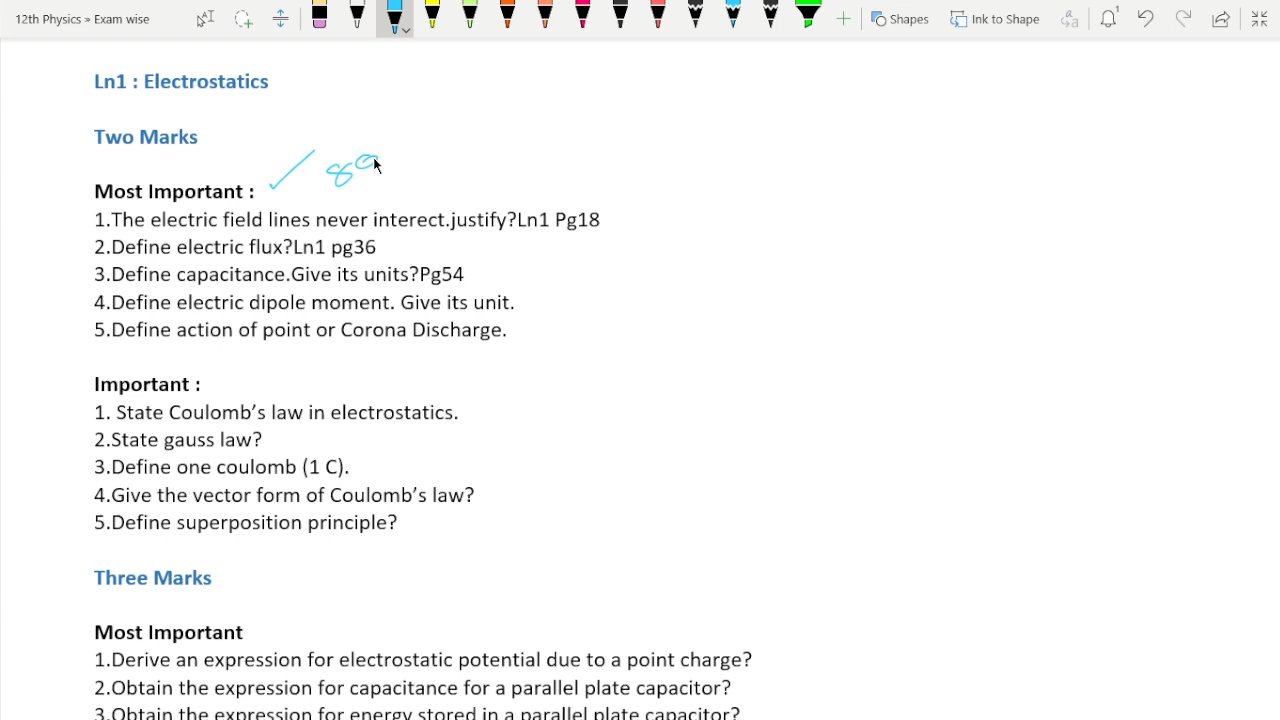 12th Physics » Exam wise
Shapes
Ink to Shape
Ln1 : Electrostatics
Two Marks
Most Important :
1.The electric field lines never interect.justify?Ln1 Pg18
2.Define electric flux?Ln1 pg36
3.Define capacitance.Give its units?Pg54
4.Define electric dipole moment. Give its unit.
5.Define action of point or Corona Discharge.
Important :
1. State Coulomb’s law in electrostatics.
2.State gauss law?
3.Define one coulomb (1 C).
4.Give the vector form of Coulomb’s law?
5.Define superposition principle?
Three Marks
Most Important
1.Derive an expression for electrostatic potential due to a point charge?
2.Obtain the expression for capacitance for a parallel plate capacitor?
3.Obtain the expression for energy stored in a parallel plate capacitor?